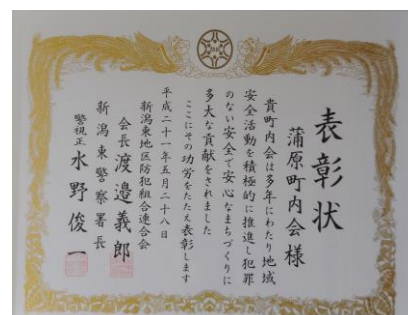 表彰状
蒲原町内会様
貴町内会は多年にわたり地域
安全活動を積極的に推進し犯罪
のない安全で安心なまちづくりに
多大な貢献をされました
ここにその功労をたたえ表彰します
平成二十一年五月二十八日
新潟東地区防犯組合連合会
会長 渡邉義郎
新潟東警察署長
警視正 水野俊一